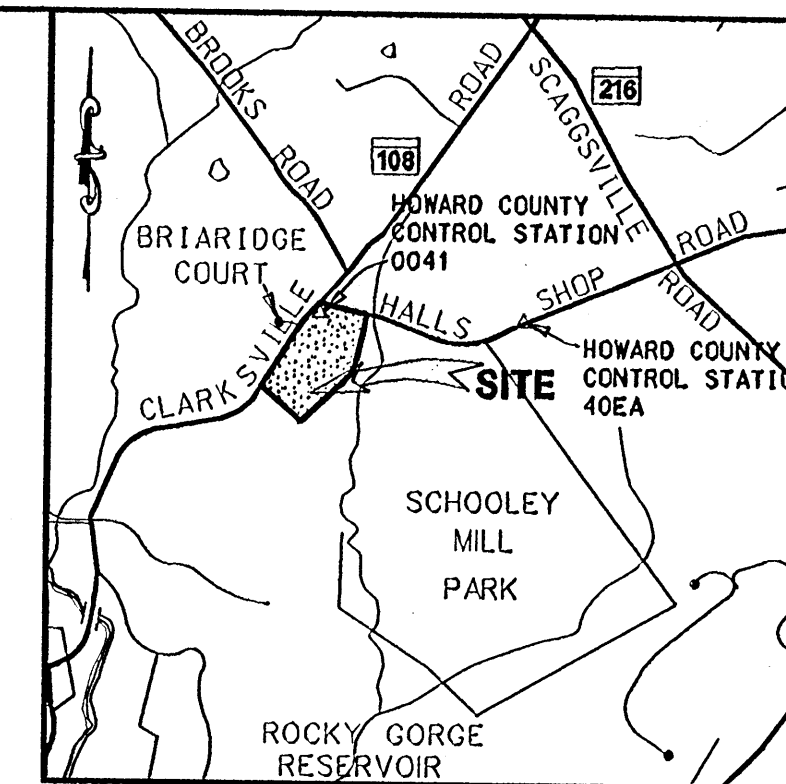 BROOKS ROAD
ROAD
SCAGGSVILLE ROAD
216
108
HOWARD COUNTY
CONTROL STATION
0041
BRIARIDGE
COURT
CLARKSVILLE
HALLS SHOP ROAD
HOWARD COUNTY
CONTROL STATIO
40EA
SITE
SCHOOLEY
MILL
PARK
ROCKY GORGE
RESERVOIR